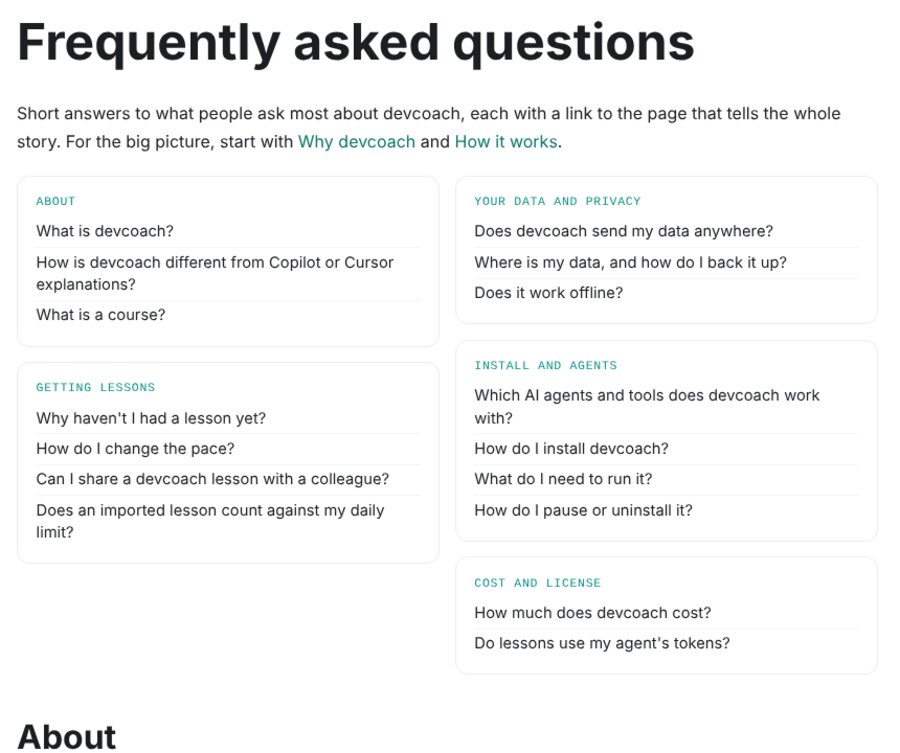 Frequently asked questions
Short answers to what people ask most about devcoach, each with a link to the page that tells the whole
story. For the big picture, start with Why devcoach and How it works.
ABOUT
What is devcoach?
How is devcoach different from Copilot or Cursor
explanations?
What is a course?
GETTING LESSONS
Why haven't I had a lesson yet?
How do I change the pace?
Can I share a devcoach lesson with a colleague?
Does an imported lesson count against my daily
limit?
YOUR DATA AND PRIVACY
Does devcoach send my data anywhere?
Where is my data, and how do I back it up?
Does it work offline?
INSTALL AND AGENTS
Which AI agents and tools does devcoach work
with?
How do I install devcoach?
What do I need to run it?
How do I pause or uninstall it?
COST AND LICENSE
How much does devcoach cost?
Do lessons use my agent's tokens?
About